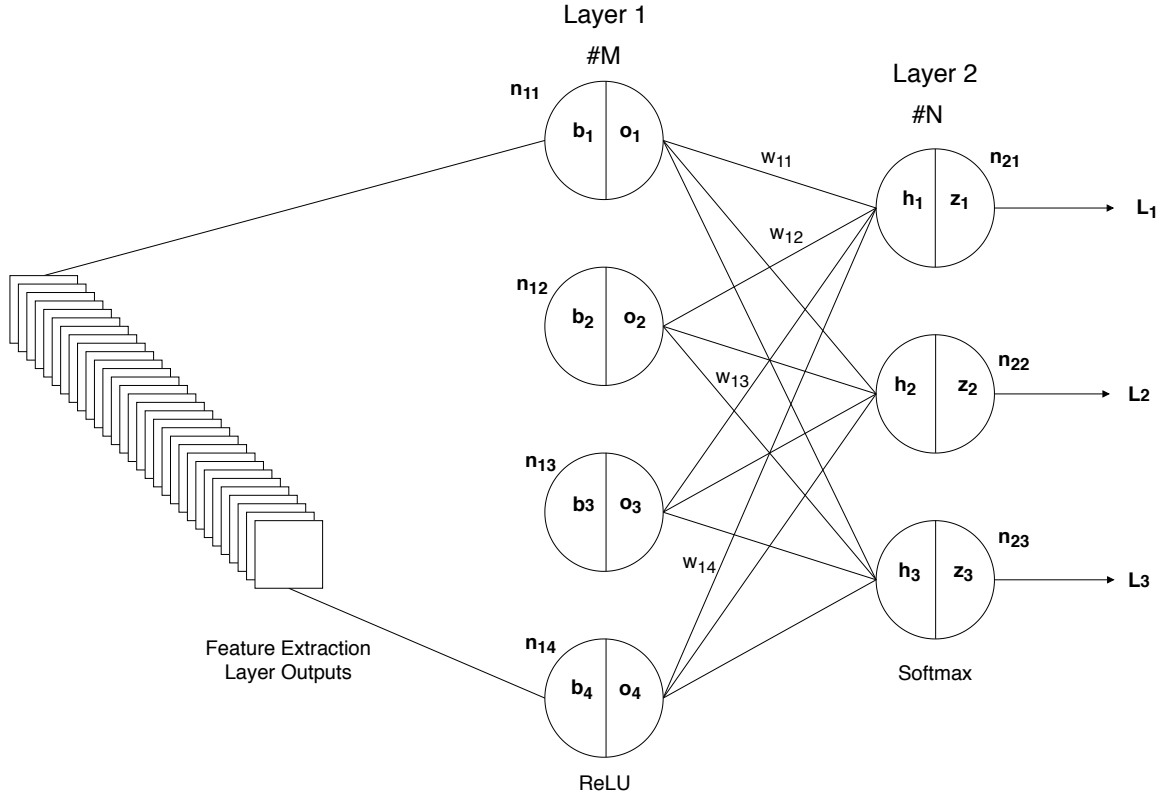 Layer 1
#M
Layer 2
#N
n11
b1 o1
w11
n21
h1 z1
L1
w12
n12
b2 o2
w13
n22
h2 z2
L2
n13
b3 o3
w14
n23
h3 z3
L3
Feature Extraction
Layer Outputs
n14
b4 o4
Softmax
ReLU